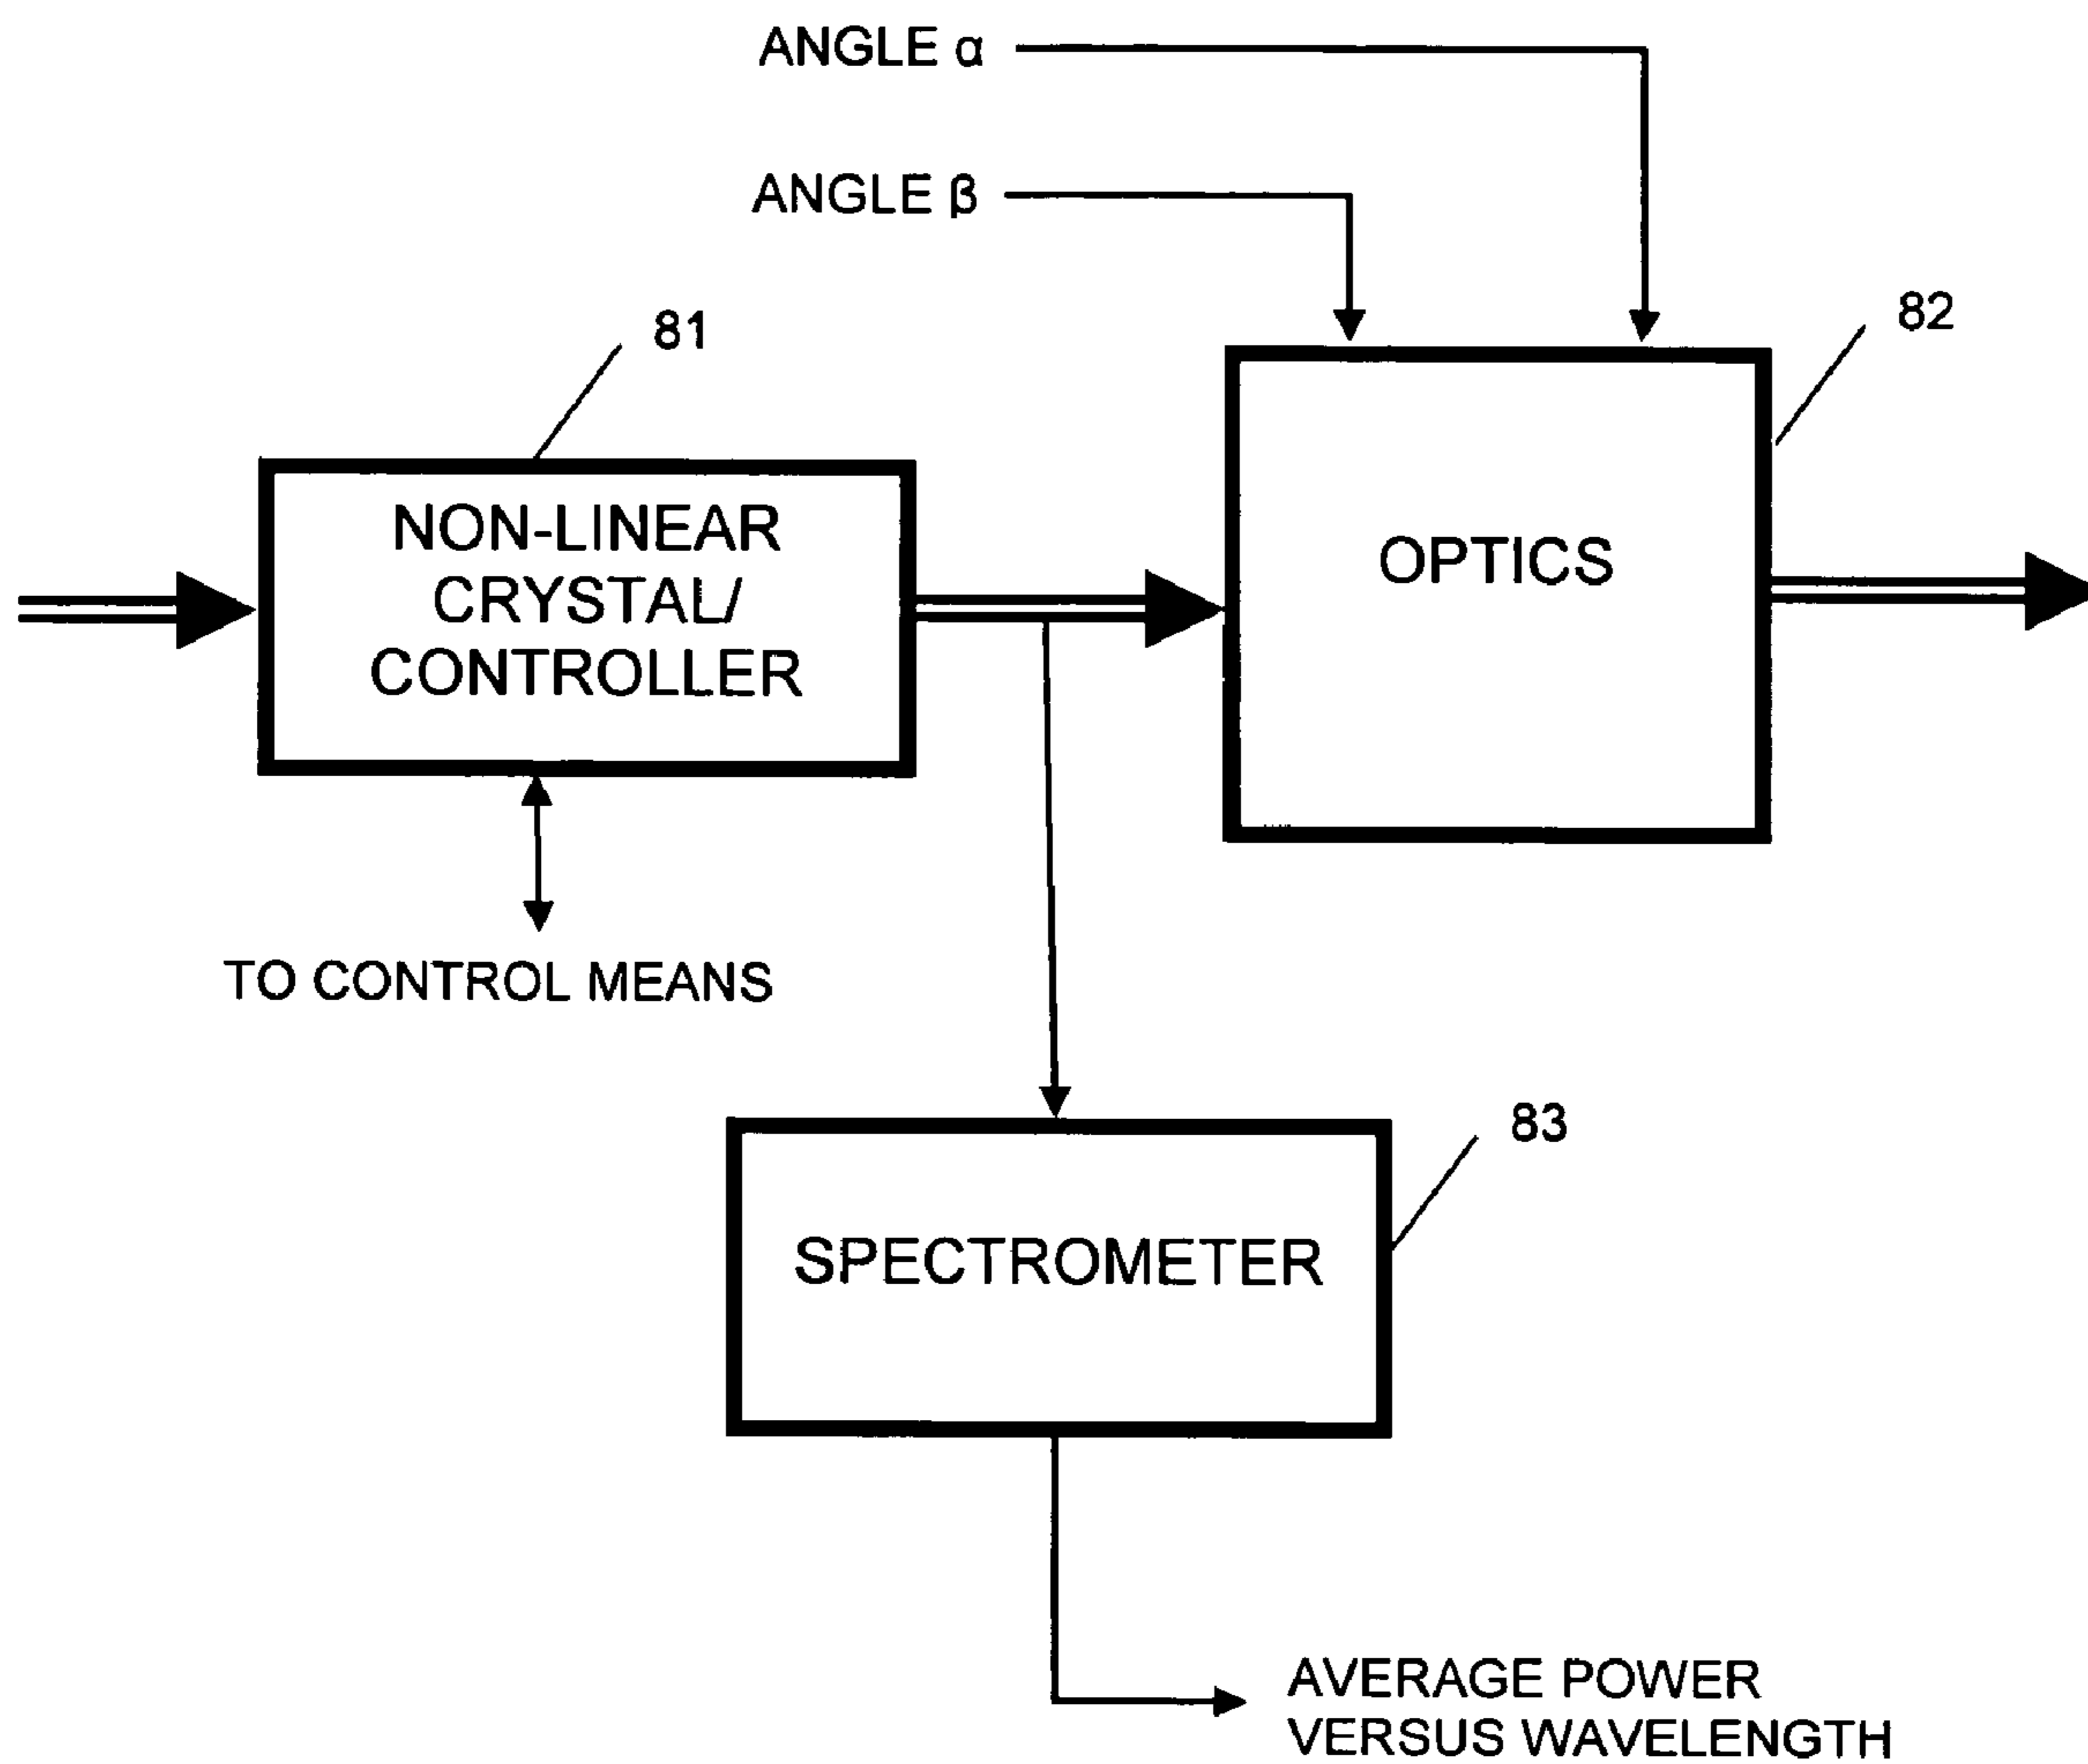 ANGLE α
ANGLE β
81
82
NON-LINEAR
CRYSTAL/
CONTROLLER
OPTICS
TO CONTROL MEANS
83
SPECTROMETER
AVERAGE POWER
VERSUS WAVELENGTH